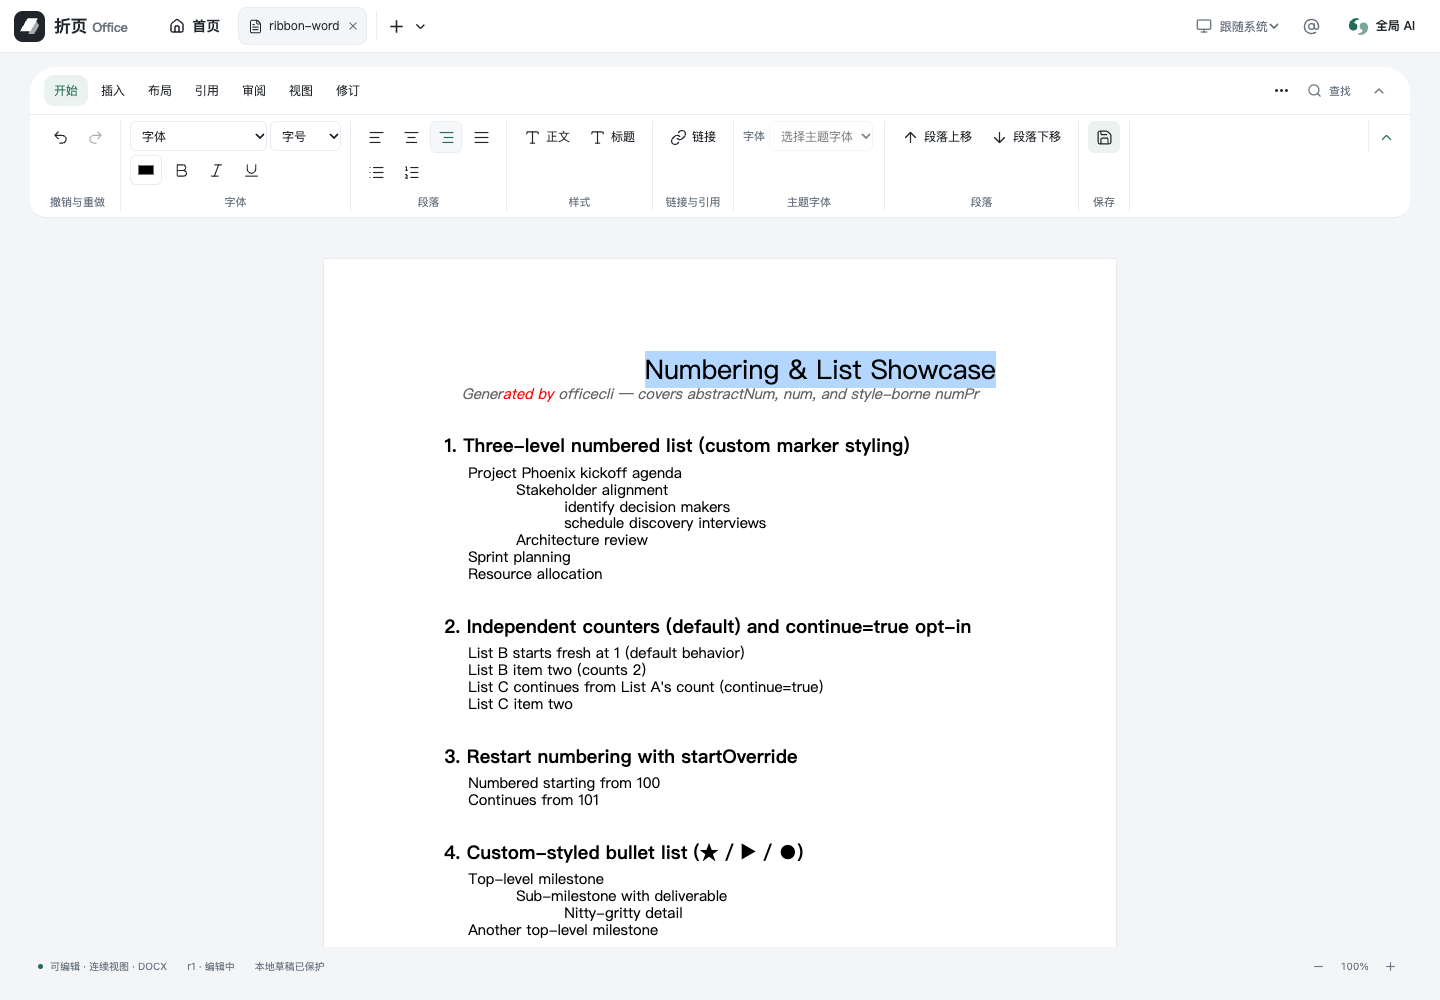 折页 Office
首页
ribbon-word
跟随系统
全局 AI
开始 插入 布局 引用 审阅 视图 修订
查找
字体 字号
正文 标题
链接
字体 选择主题字体
段落上移 段落下移
撤销与重做 字体 段落 样式 链接与引用 主题字体 段落 保存
Numbering & List Showcase
Generated by officecli — covers abstractNum, num, and style-borne numPr
1. Three-level numbered list (custom marker styling)
Project Phoenix kickoff agenda
Stakeholder alignment
identify decision makers
schedule discovery interviews
Architecture review
Sprint planning
Resource allocation
2. Independent counters (default) and continue=true opt-in
List B starts fresh at 1 (default behavior)
List B item two (counts 2)
List C continues from List A's count (continue=true)
List C item two
3. Restart numbering with startOverride
Numbered starting from 100
Continues from 101
4. Custom-styled bullet list (★ / ▶ / ●)
Top-level milestone
Sub-milestone with deliverable
Nitty-gritty detail
Another top-level milestone
可编辑 · 连续视图 · DOCX r1 · 编辑中 本地草稿已保护
100%